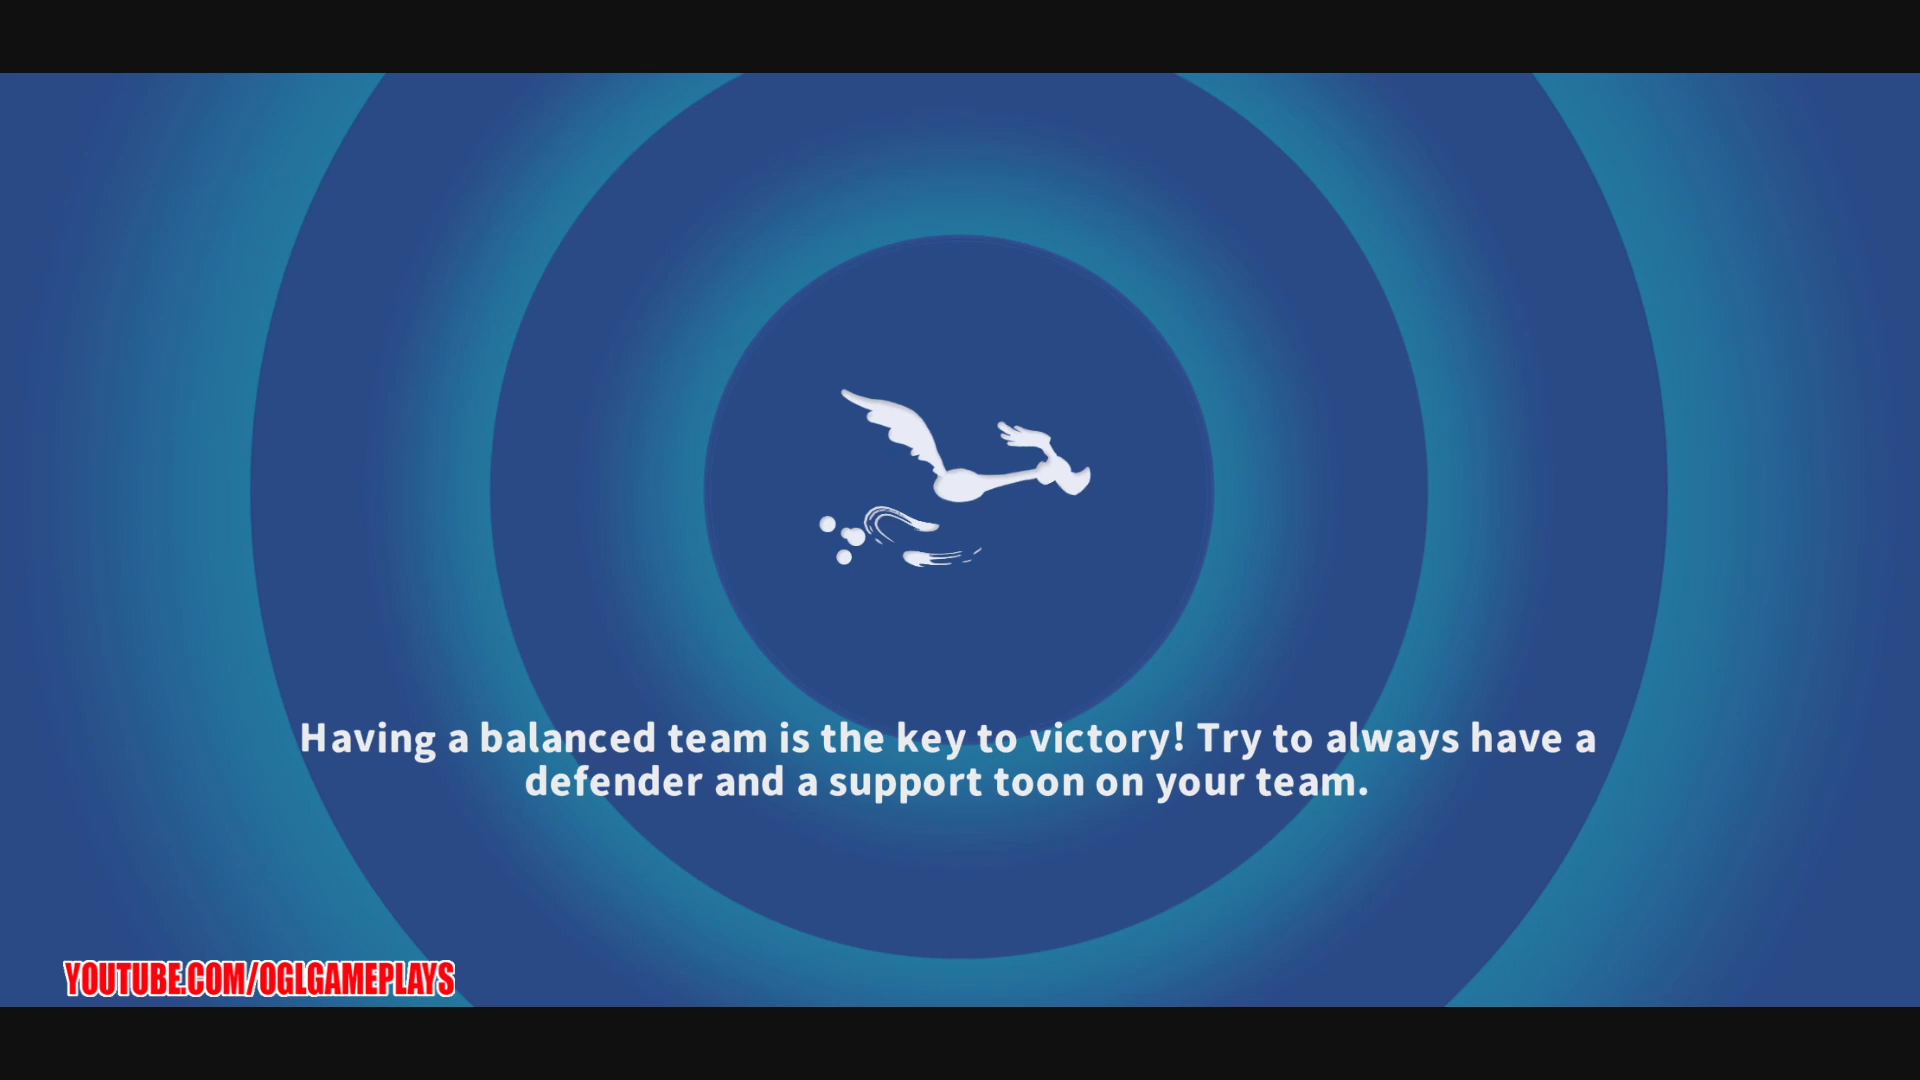 Having a balanced team is the key to victory! Try to always have a
defender and a support toon on your team.
YOUTUBE.COM/OGLGAMEPLAYS